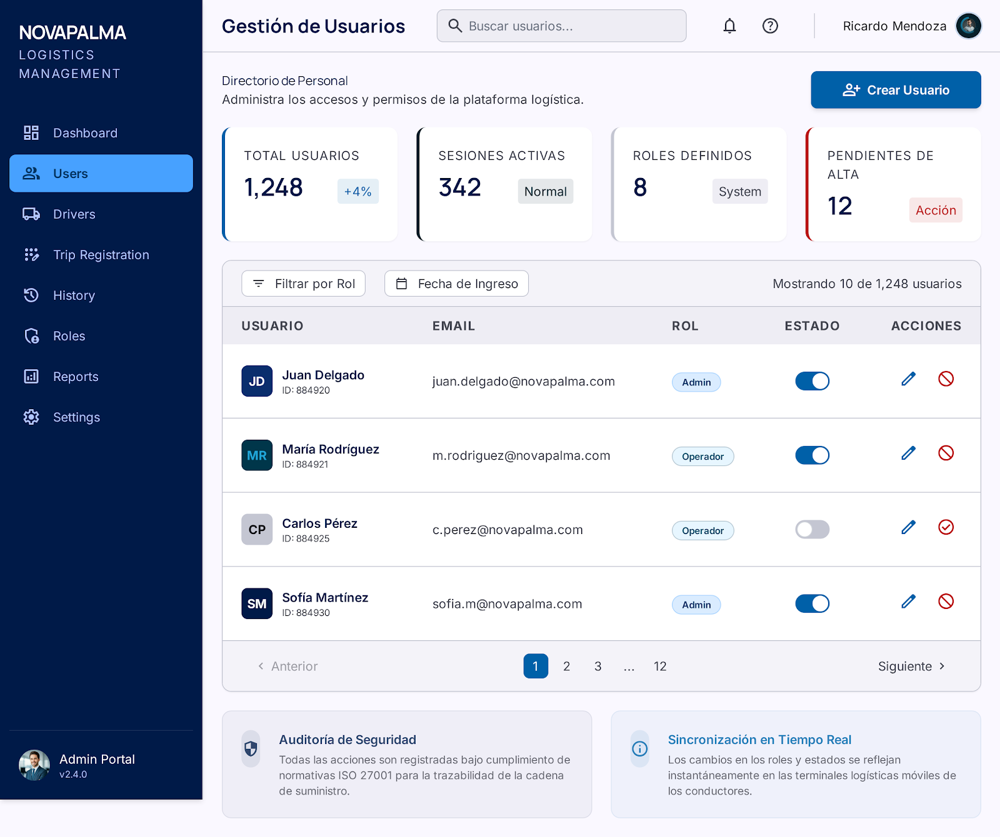 NOVAPALMA
LOGISTICS
MANAGEMENT
Dashboard
Users
Drivers
Trip Registration
History
Roles
Reports
Settings
Admin Portal
v2.4.0
Gestión de Usuarios
Buscar usuarios...
Ricardo Mendoza
Directorio de Personal
Administra los accesos y permisos de la plataforma logística.
Crear Usuario
TOTAL USUARIOS
1,248
+4%
SESIONES ACTIVAS
342
Normal
ROLES DEFINIDOS
8
System
PENDIENTES DE
ALTA
12
Acción
Filtrar por Rol
Fecha de Ingreso
Mostrando 10 de 1,248 usuarios
USUARIO EMAIL ROL ESTADO ACCIONES
JD
Juan Delgado
ID: 884920
juan.delgado@novapalma.com
Admin
MR
María Rodríguez
ID: 884921
m.rodriguez@novapalma.com
Operador
CP
Carlos Pérez
ID: 884925
c.perez@novapalma.com
Operador
SM
Sofía Martínez
ID: 884930
sofia.m@novapalma.com
Admin
Anterior
1 2 3 ... 12
Siguiente
Auditoría de Seguridad
Todas las acciones son registradas bajo cumplimiento de
normativas ISO 27001 para la trazabilidad de la cadena
de suministro.
Sincronización en Tiempo Real
Los cambios en los roles y estados se reflejan
instantáneamente en las terminales logísticas móviles de
los conductores.